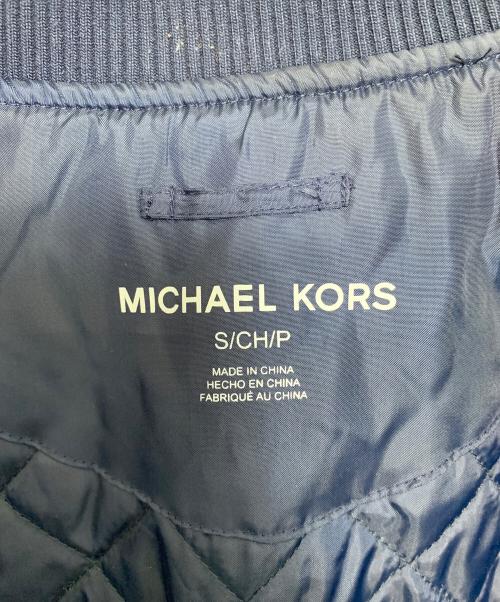 MICHAEL KORS
S/CH/P
MADE IN CHINA
HECHO EN CHINA
FABRIQUÉ AU CHINA